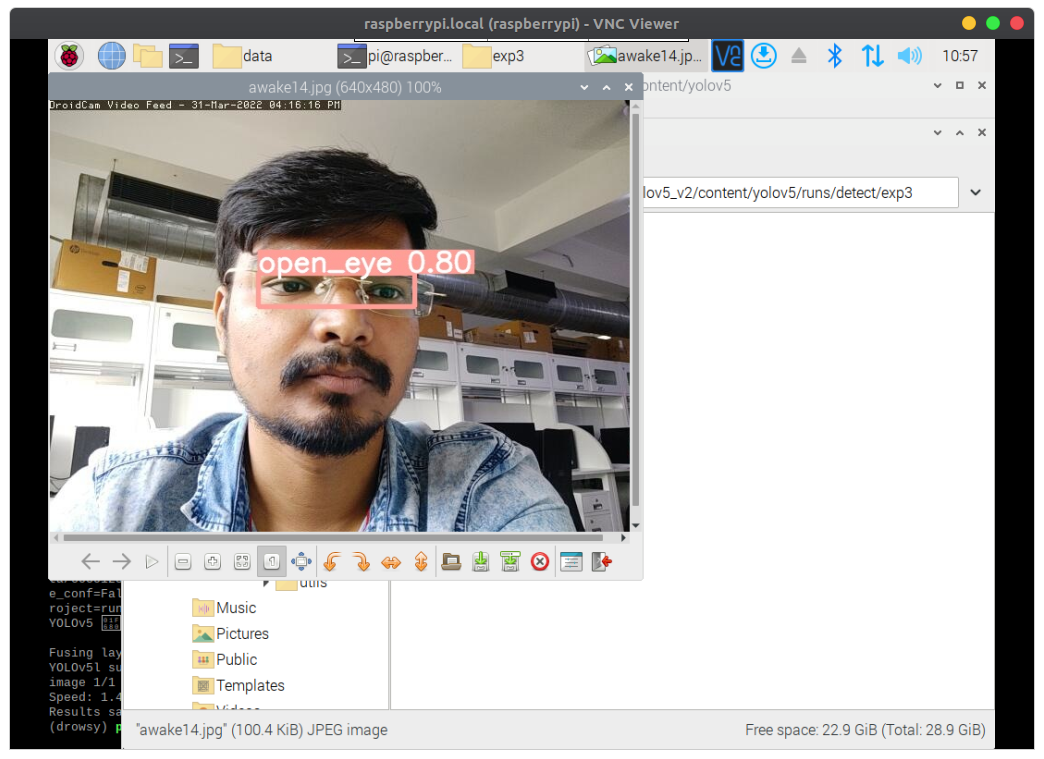 raspberrypi.local (raspberrypi) - VNC Viewer
data
pi@raspber...
exp3
awake14.jp...
10:57
awake14.jpg (640x480) 100%
ontent/yolov5
DroidCam Video Feed - 31-Mar-2022 04:16:16 PM
lov5_v2/content/yolov5/runs/detect/exp3
open_eye 0.80
utils
e_conf=Fal
roject=run
Music
YOLOv5
Pictures
Fusing lay
Public
YOLOv5l su
image 1/1
Templates
Speed: 1.4
Results sa
Videos
(drowsy) p
"awake14.jpg" (100.4 KiB) JPEG image
Free space: 22.9 GiB (Total: 28.9 GiB)